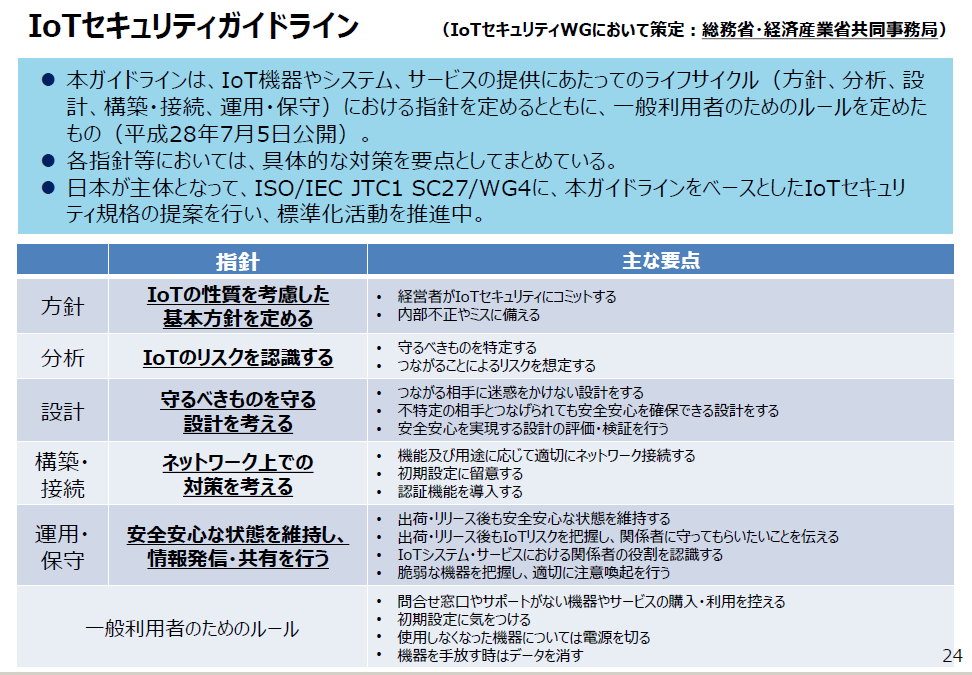 IoTセキュリティガイドライン
（IoTセキュリティWGにおいて策定：総務省・経済産業省共同事務局）
● 本ガイドラインは、IoT機器やシステム、サービスの提供にあたってのライフサイクル（方針、分析、設
計、構築・接続、運用・保守）における指針を定めるとともに、一般利用者のためのルールを定めた
もの（平成28年7月5日公開）。
● 各指針等においては、具体的な対策を要点としてまとめている。
● 日本が主体となって、ISO/IEC JTC1 SC27/WG4に、本ガイドラインをベースとしたIoTセキュリ
ティ規格の提案を行い、標準化活動を推進中。
指針
主な要点
方針
IoTの性質を考慮した
基本方針を定める
• 経営者がIoTセキュリティにコミットする
• 内部不正やミスに備える
分析
IoTのリスクを認識する
• 守るべきものを特定する
• つながることによるリスクを想定する
設計
守るべきものを守る
設計を考える
• つながる相手に迷惑をかけない設計をする
• 不特定の相手とつなげられても安全安心を確保できる設計をする
• 安全安心を実現する設計の評価・検証を行う
構築・
接続
ネットワーク上での
対策を考える
• 機能及び用途に応じて適切にネットワーク接続する
• 初期設定に留意する
• 認証機能を導入する
運用・
保守
安全安心な状態を維持し、
情報発信・共有を行う
• 出荷・リリース後も安全安心な状態を維持する
• 出荷・リリース後もIoTリスクを把握し、関係者に守ってもらいたいことを伝える
• IoTシステム・サービスにおける関係者の役割を認識する
• 脆弱な機器を把握し、適切に注意喚起を行う
一般利用者のためのルール
• 問合せ窓口やサポートがない機器やサービスの購入・利用を控える
• 初期設定に気をつける
• 使用しなくなった機器については電源を切る
• 機器を手放す時はデータを消す
24